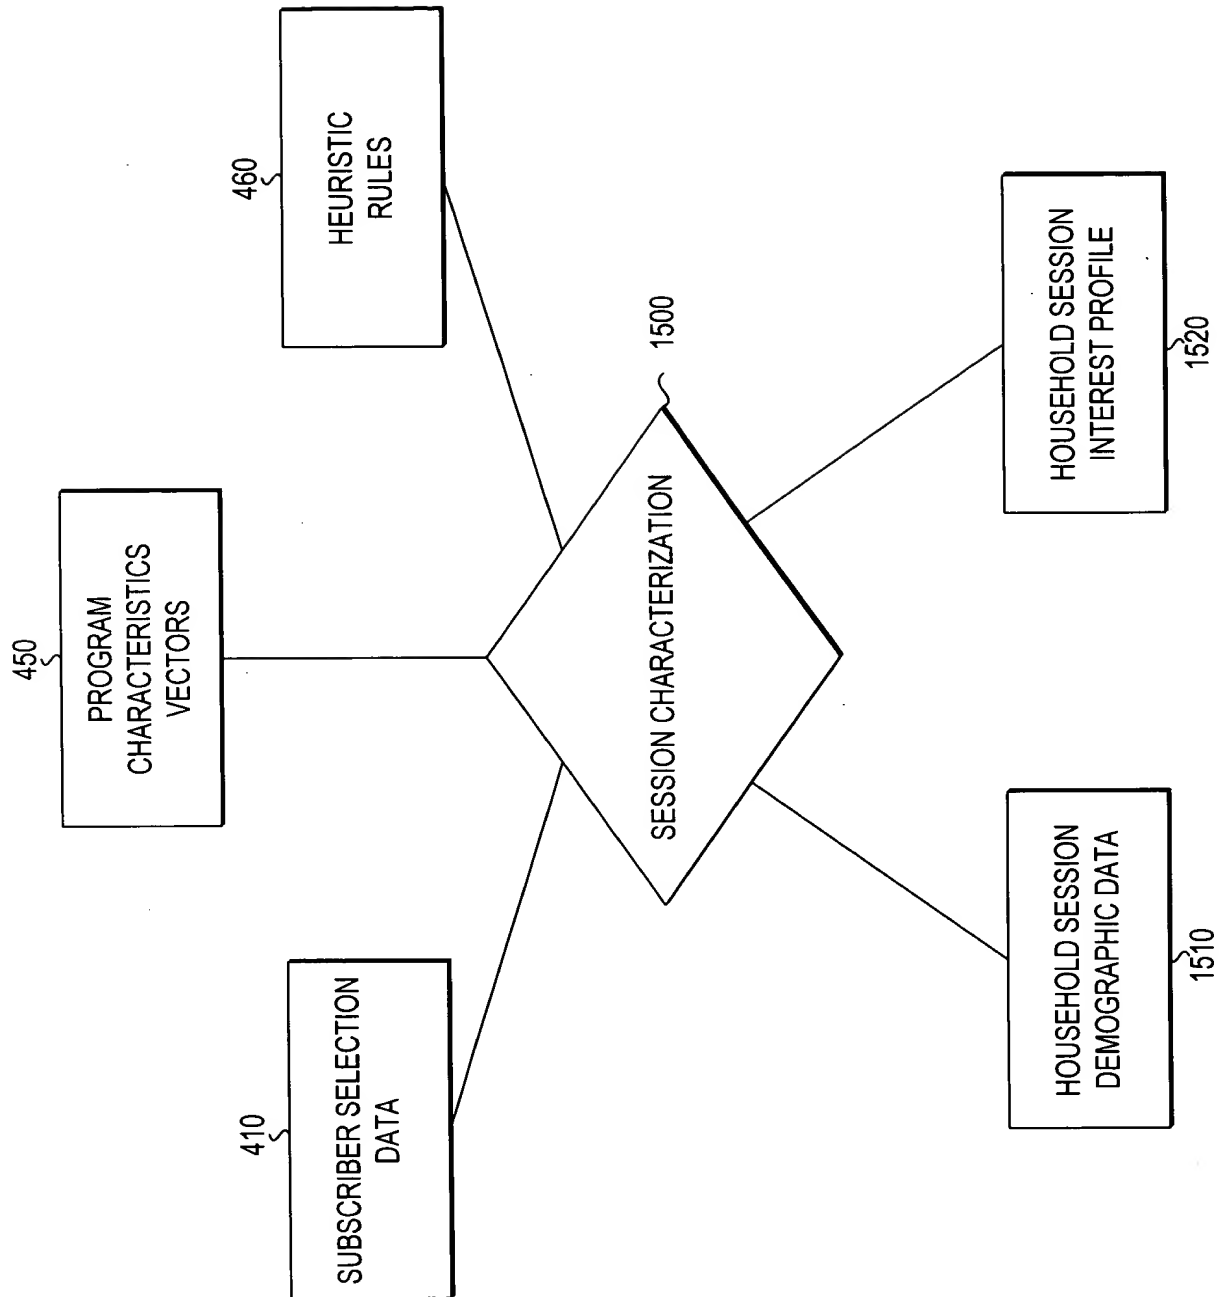 450
PROGRAM
CHARACTERISTICS
VECTORS
410
SUBSCRIBER SELECTION
DATA
460
HEURISTIC
RULES
SESSION CHARACTERIZATION
1500
HOUSEHOLD SESSION
DEMOGRAPHIC DATA
1510
HOUSEHOLD SESSION
INTEREST PROFILE
1520